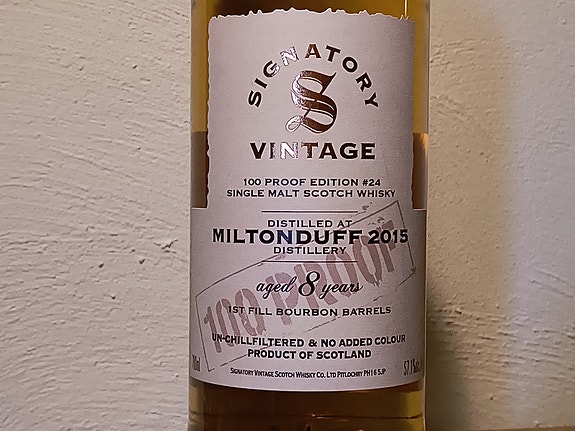 SIGNATORY
S
VINTAGE
100 PROOF EDITION #24
SINGLE MALT SCOTCH WHISKY
DISTILLED AT
MILTONDUFF 2015
DISTILLERY
aged 8 years
100 PROOF
1ST FILL BOURBON BARRELS
UN-CHILLFILTERED & NO ADDED COLOUR
PRODUCT OF SCOTLAND
SIGNATORY VINTAGE SCOTCH WHISKY CO. LTD PITLOCHRY PH16 5JP
57.1%